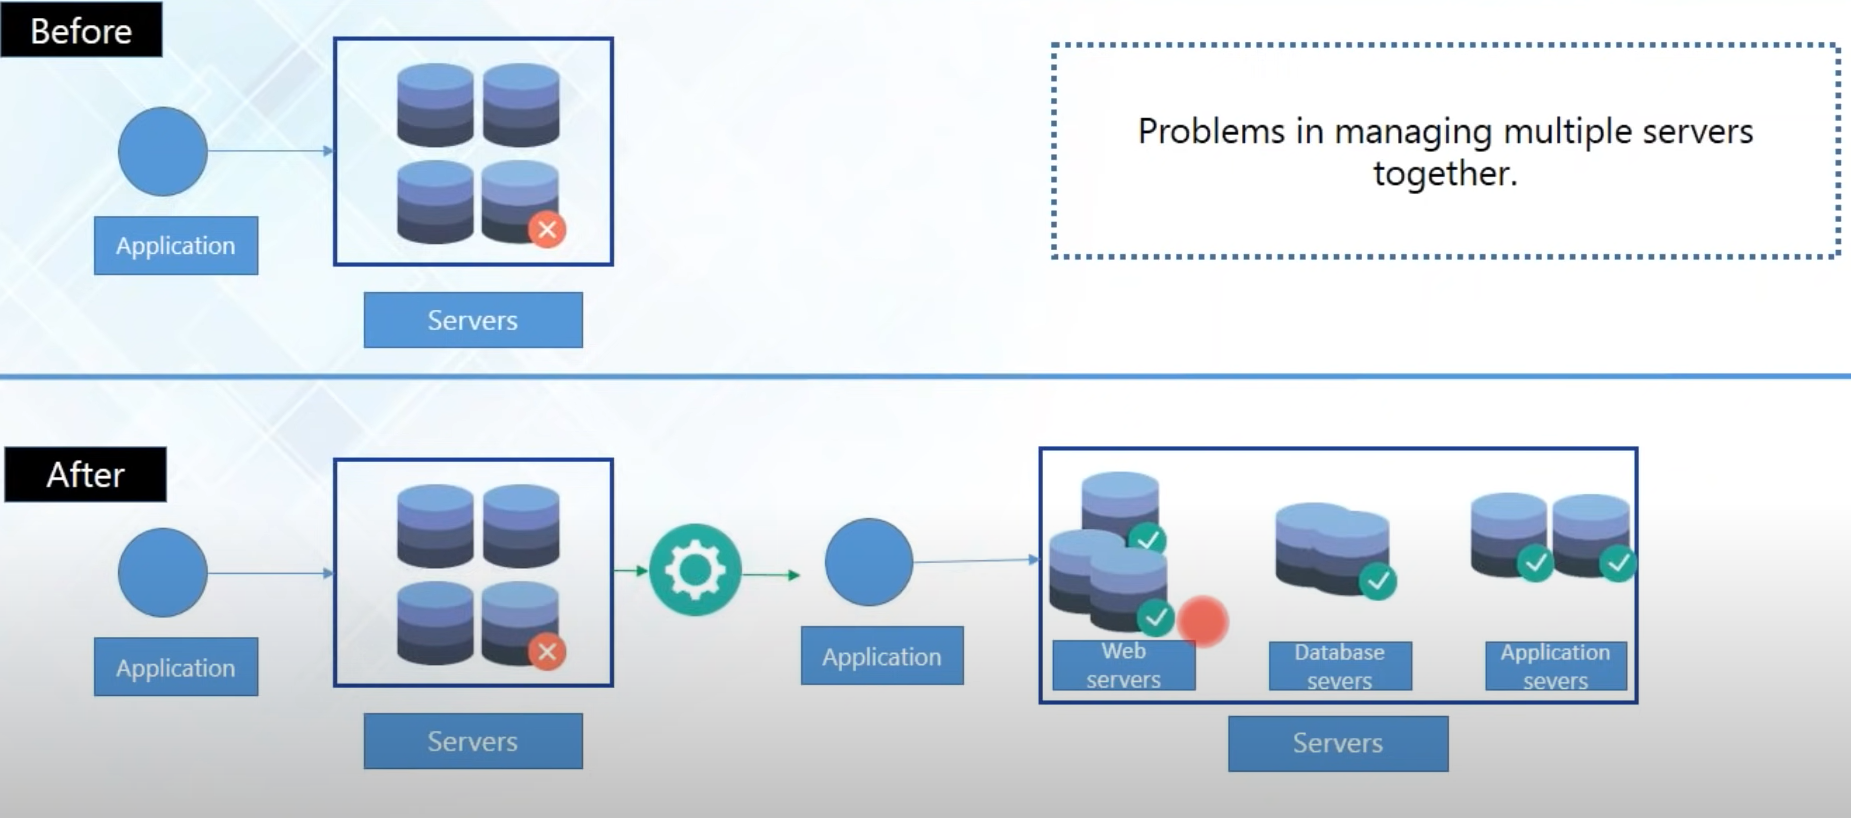 Before
Problems in managing multiple servers
together.
Application
Servers
After
Application
Servers
Application
Web
servers
Database
severs
Application
severs
Servers